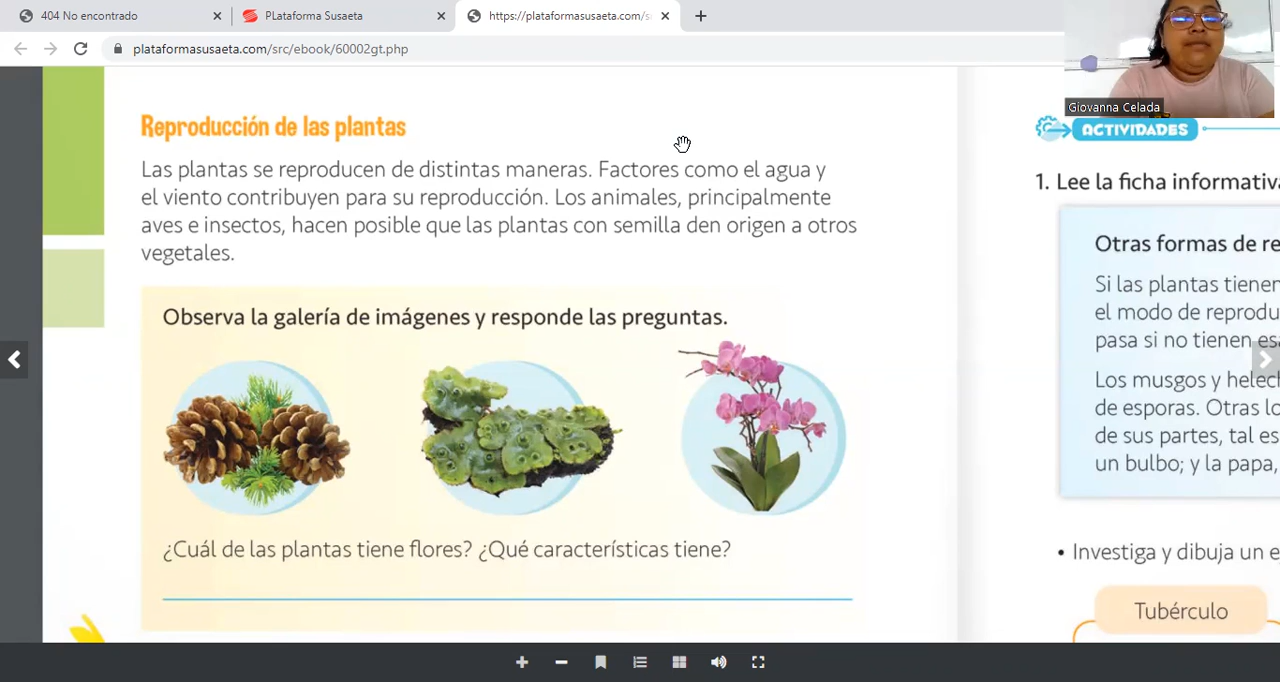 404 No encontrado
PLataforma Susaeta
https://plataformasusaeta.com/s
plataformasusaeta.com/src/ebook/60002gt.php
Giovanna Celada
Reproducción de las plantas
Las plantas se reproducen de distintas maneras. Factores como el agua y
el viento contribuyen para su reproducción. Los animales, principalmente
aves e insectos, hacen posible que las plantas con semilla den origen a otros
vegetales.
Observa la galería de imágenes y responde las preguntas.
¿Cuál de las plantas tiene flores? ¿Qué características tiene?
ACTIVIDADES
1. Lee la ficha informativa
Otras formas de re
Si las plantas tienen
el modo de reprodu
pasa si no tienen es
Los musgos y helech
de esporas. Otras lo
de sus partes, tal es
un bulbo; y la papa,
• Investiga y dibuja un ej
Tubérculo